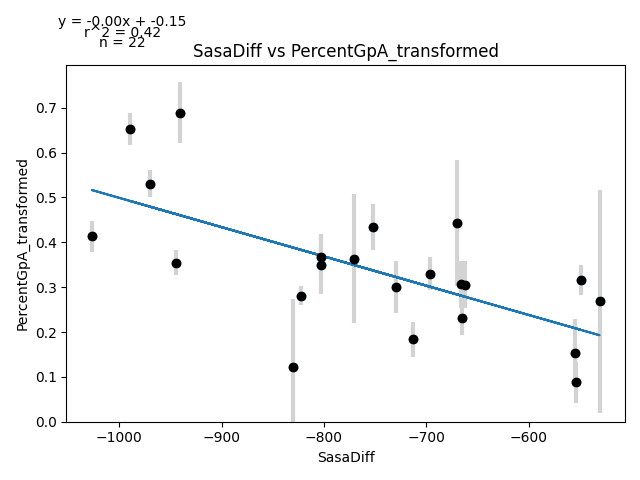 y = -0.00x + -0.15
r^2 = 0.42
n = 22
SasaDiff vs PercentGpA_transformed
0.7
0.6
0.5
0.4
0.3
0.2
0.1
0.0
PercentGpA_transformed
−1000 −900 −800 −700 −600
SasaDiff